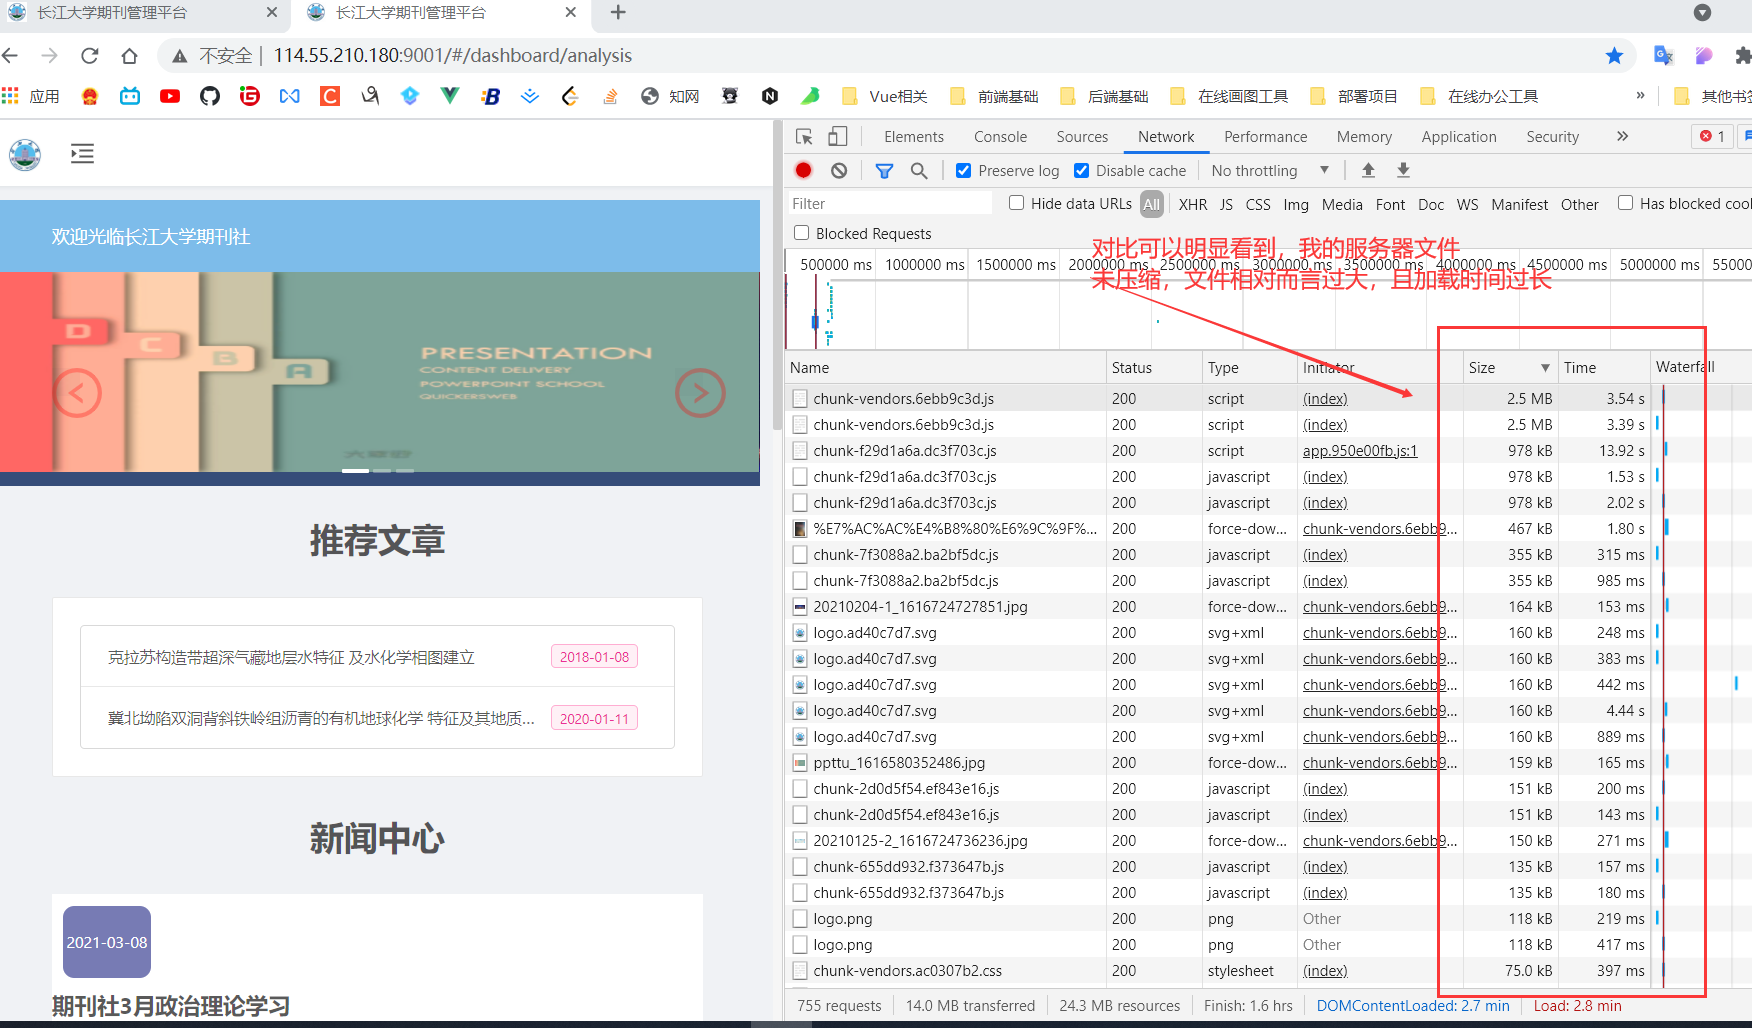 长江大学期刊管理平台
长江大学期刊管理平台
不安全 | 114.55.210.180:9001/#/dashboard/analysis
应用 知网 Vue相关 前端基础 后端基础 在线画图工具 部署项目 在线办公工具 » 其他书签
Elements Console Sources Network Performance Memory Application Security » 1
Preserve log Disable cache No throttling
Filter Hide data URLs All XHR JS CSS Img Media Font Doc WS Manifest Other Has blocked cool
Blocked Requests
对比可以明显看到，我的服务器文件
未压缩，文件相对而言过大，且加载时间过长
500000 ms 1000000 ms 1500000 ms 2000000 ms 2500000 ms 3000000 ms 3500000 ms 4000000 ms 4500000 ms 5000000 ms 55000
欢迎光临长江大学期刊社
D
C
B
A
PRESENTATION
CONTENT DELIVERY
POWERPOINT SCHOOL
QUICKERSWEB
推荐文章
克拉苏构造带超深气藏地层水特征 及水化学相图建立 2018-01-08
冀北坳陷双洞背斜铁岭组沥青的有机地球化学 特征及其地质... 2020-01-11
新闻中心
2021-03-08
期刊社3月政治理论学习
Name Status Type Initiator Size Time Waterfall
chunk-vendors.6ebb9c3d.js 200 script (index) 2.5 MB 3.54 s
chunk-vendors.6ebb9c3d.js 200 script (index) 2.5 MB 3.39 s
chunk-f29d1a6a.dc3f703c.js 200 script app.950e00fb.js:1 978 kB 13.92 s
chunk-f29d1a6a.dc3f703c.js 200 javascript (index) 978 kB 1.53 s
chunk-f29d1a6a.dc3f703c.js 200 javascript (index) 978 kB 2.02 s
%E7%AC%AC%E4%B8%80%E6%9C%9F%... 200 force-dow... chunk-vendors.6ebb9... 467 kB 1.80 s
chunk-7f3088a2.ba2bf5dc.js 200 javascript (index) 355 kB 315 ms
chunk-7f3088a2.ba2bf5dc.js 200 javascript (index) 355 kB 985 ms
20210204-1_1616724727851.jpg 200 force-dow... chunk-vendors.6ebb9... 164 kB 153 ms
logo.ad40c7d7.svg 200 svg+xml chunk-vendors.6ebb9... 160 kB 248 ms
logo.ad40c7d7.svg 200 svg+xml chunk-vendors.6ebb9... 160 kB 383 ms
logo.ad40c7d7.svg 200 svg+xml chunk-vendors.6ebb9... 160 kB 442 ms
logo.ad40c7d7.svg 200 svg+xml chunk-vendors.6ebb9... 160 kB 4.44 s
logo.ad40c7d7.svg 200 svg+xml chunk-vendors.6ebb9... 160 kB 889 ms
ppttu_1616580352486.jpg 200 force-dow... chunk-vendors.6ebb9... 159 kB 165 ms
chunk-2d0d5f54.ef843e16.js 200 javascript (index) 151 kB 200 ms
chunk-2d0d5f54.ef843e16.js 200 javascript (index) 151 kB 143 ms
20210125-2_1616724736236.jpg 200 force-dow... chunk-vendors.6ebb9... 150 kB 271 ms
chunk-655dd932.f373647b.js 200 javascript (index) 135 kB 157 ms
chunk-655dd932.f373647b.js 200 javascript (index) 135 kB 180 ms
logo.png 200 png Other 118 kB 219 ms
logo.png 200 png Other 118 kB 417 ms
chunk-vendors.ac0307b2.css 200 stylesheet (index) 75.0 kB 397 ms
755 requests 14.0 MB transferred 24.3 MB resources Finish: 1.6 hrs DOMContentLoaded: 2.7 min Load: 2.8 min